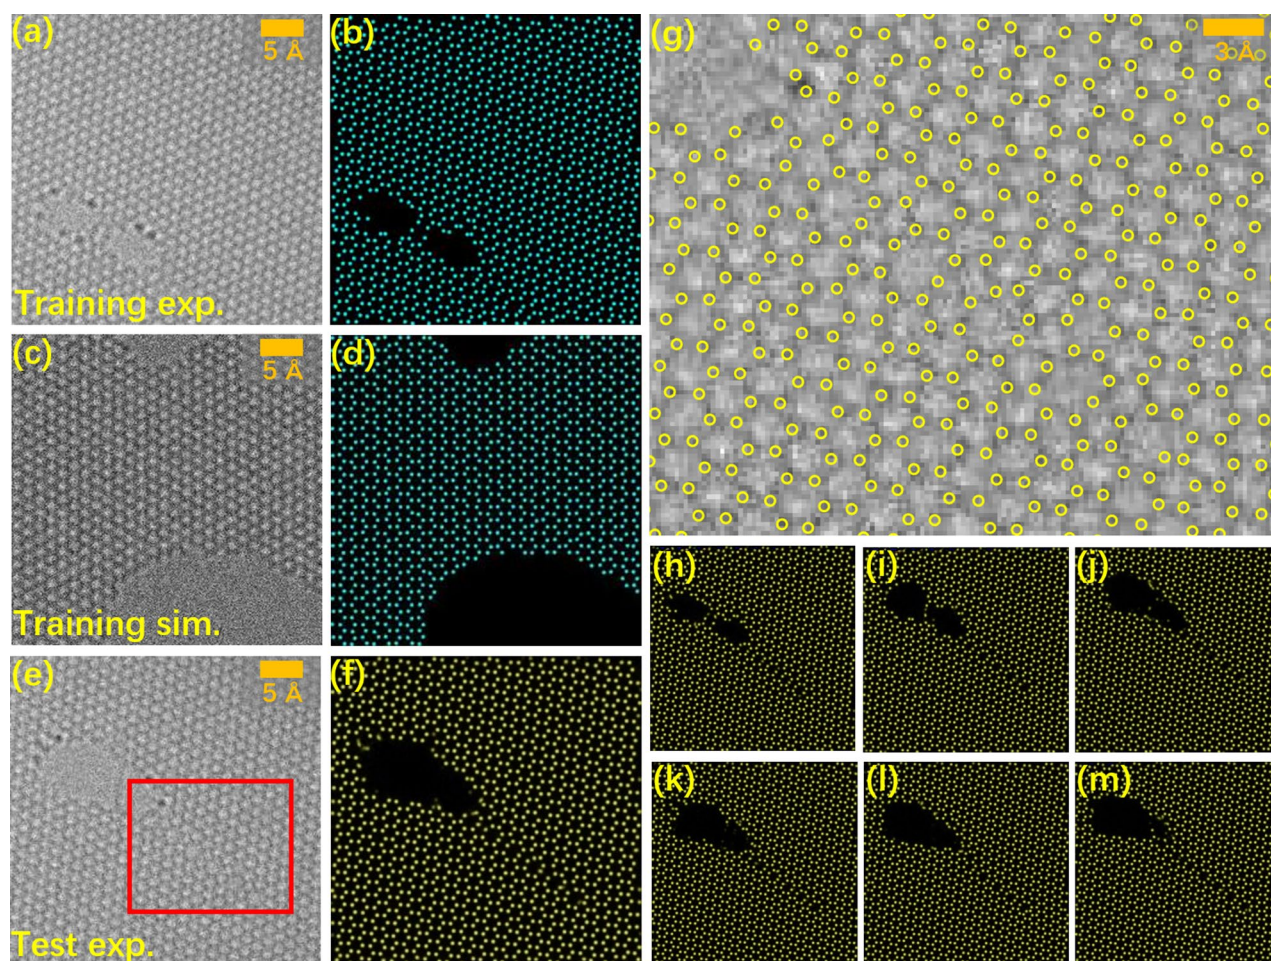 (a)
5 Å
Training exp.
(b)
(c)
5 Å
Training sim.
(d)
(e)
5 Å
Test exp.
(f)
(g)
3 Å
(h)
(i)
(j)
(k)
(l)
(m)